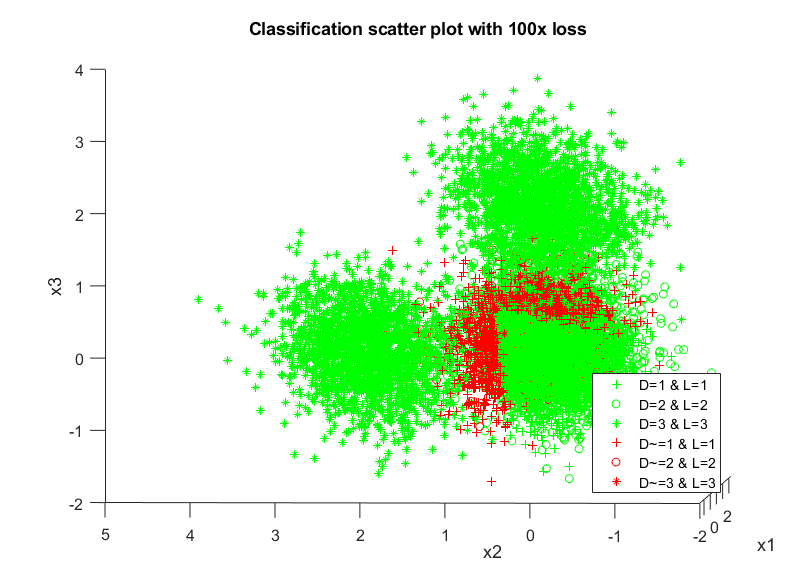 Classification scatter plot with 100x loss
4
3
2
1
0
-1
-2
x3
5
4
3
2
1
0
-1
-2
x2
0
2
x1
D=1 & L=1
D=2 & L=2
D=3 & L=3
D~=1 & L=1
D~=2 & L=2
D~=3 & L=3